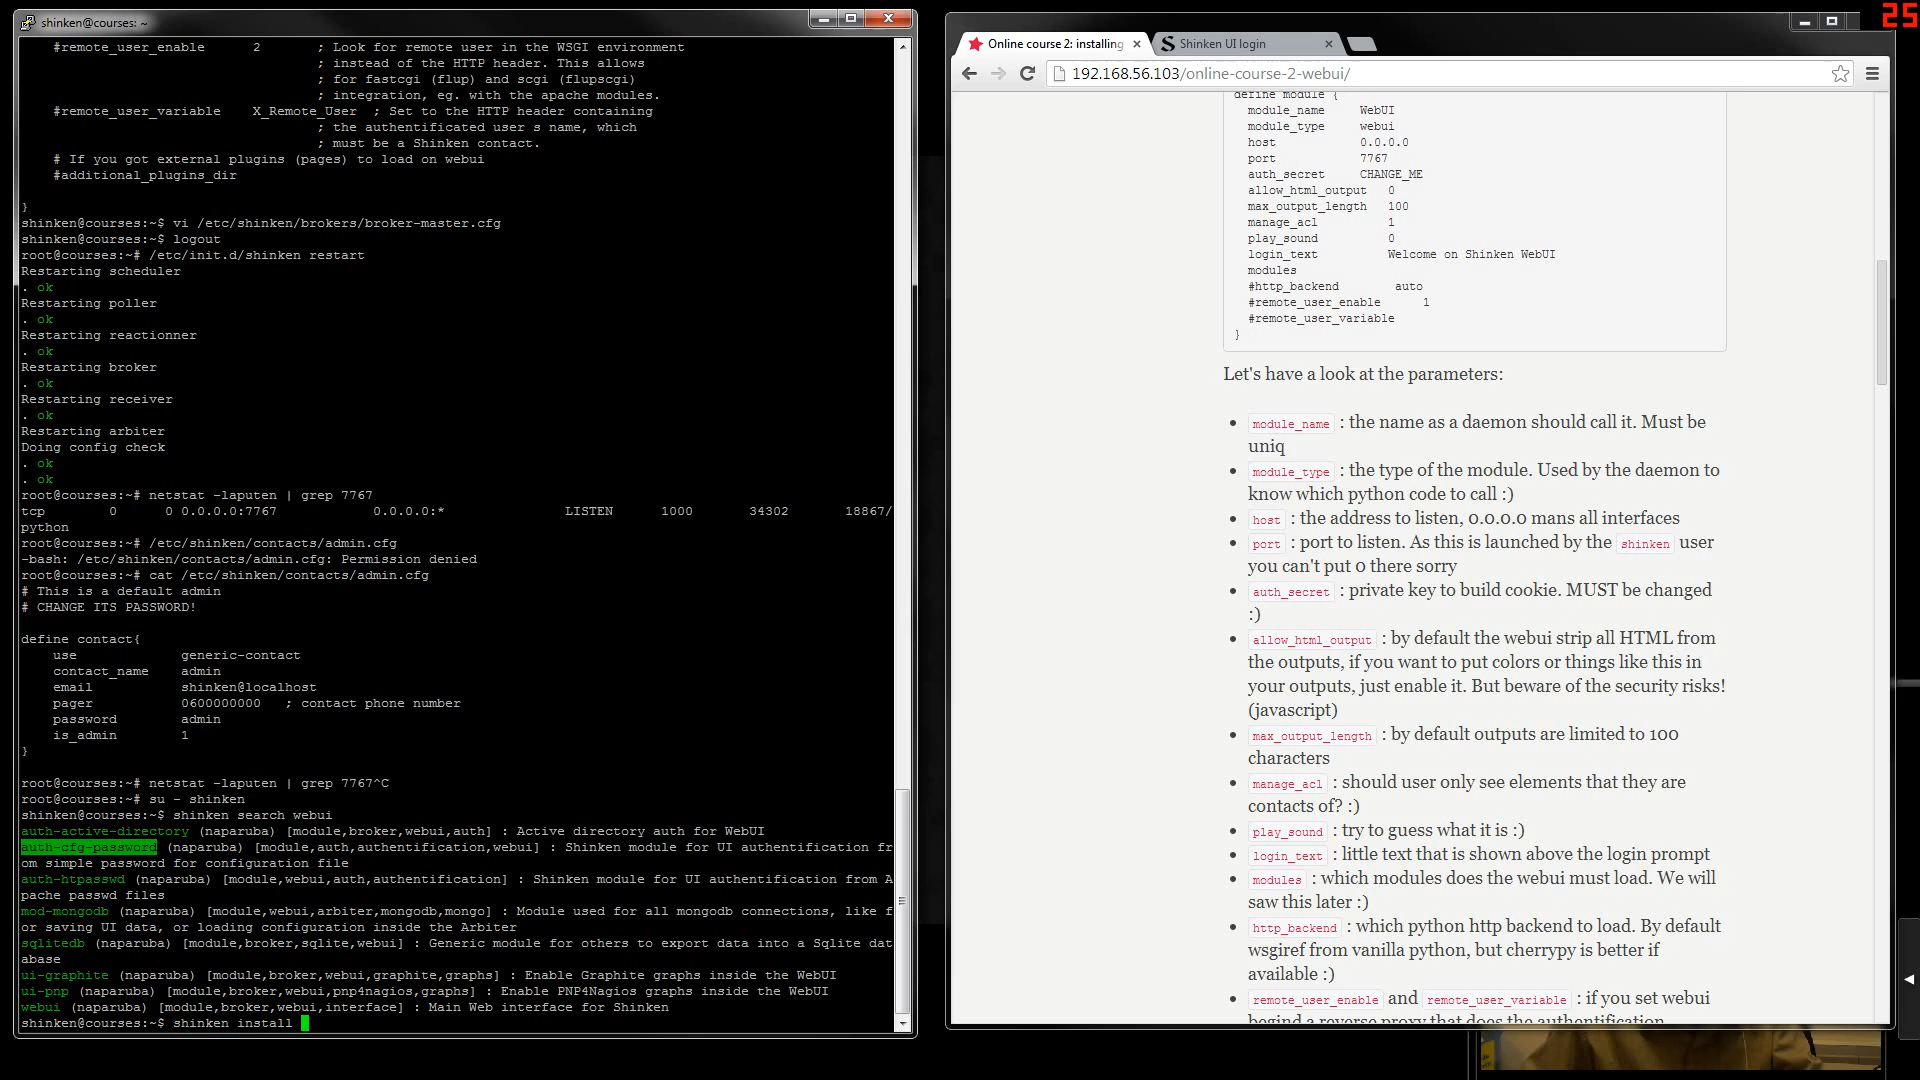 shinken@courses: ~
#remote_user_enable 2 ; Look for remote user in the WSGI environment
; instead of the HTTP header. This allows
; for fastcgi (flup) and scgi (flupscgi)
; integration, eg. with the apache modules.
#remote_user_variable X_Remote_User ; Set to the HTTP header containing
; the authentificated user s name, which
; must be a Shinken contact.
# If you got external plugins (pages) to load on webui
#additional_plugins_dir
}
shinken@courses:~$ vi /etc/shinken/brokers/broker-master.cfg
shinken@courses:~$ logout
root@courses:~# /etc/init.d/shinken restart
Restarting scheduler
. ok
Restarting poller
. ok
Restarting reactionner
. ok
Restarting broker
. ok
Restarting receiver
. ok
Restarting arbiter
Doing config check
. ok
. ok
root@courses:~# netstat -laputen | grep 7767
tcp 0 0 0.0.0.0:7767 0.0.0.0:* LISTEN 1000 34302 18867/
python
root@courses:~# /etc/shinken/contacts/admin.cfg
-bash: /etc/shinken/contacts/admin.cfg: Permission denied
root@courses:~# cat /etc/shinken/contacts/admin.cfg
# This is a default admin
# CHANGE ITS PASSWORD!
define contact{
use generic-contact
contact_name admin
email shinken@localhost
pager 0600000000 ; contact phone number
password admin
is_admin 1
}
root@courses:~# netstat -laputen | grep 7767^C
root@courses:~# su - shinken
shinken@courses:~$ shinken search webui
auth-active-directory (naparuba) [module,broker,webui,auth] : Active directory auth for WebUI
auth-cfg-password (naparuba) [module,auth,authentification,webui] : Shinken module for UI authentification fr
om simple password for configuration file
auth-htpasswd (naparuba) [module,webui,auth,authentification] : Shinken module for UI authentification from A
pache passwd files
mod-mongodb (naparuba) [module,webui,arbiter,mongodb,mongo] : Module used for all mongodb connections, like f
or saving UI data, or loading configuration inside the Arbiter
sqlitedb (naparuba) [module,broker,sqlite,webui] : Generic module for others to export data into a Sqlite dat
abase
ui-graphite (naparuba) [module,broker,webui,graphite,graphs] : Enable Graphite graphs inside the WebUI
ui-pnp (naparuba) [module,broker,webui,pnp4nagios,graphs] : Enable PNP4Nagios graphs inside the WebUI
webui (naparuba) [module,broker,webui,interface] : Main Web interface for Shinken
shinken@courses:~$ shinken install
25
Online course 2: installing
Shinken UI login
192.168.56.103/online-course-2-webui/
define module {
module_name WebUI
module_type webui
host 0.0.0.0
port 7767
auth_secret CHANGE_ME
allow_html_output 0
max_output_length 100
manage_acl 1
play_sound 0
login_text Welcome on Shinken WebUI
modules
#http_backend auto
#remote_user_enable 1
#remote_user_variable
}
Let's have a look at the parameters:
module_name : the name as a daemon should call it. Must be
uniq
module_type : the type of the module. Used by the daemon to
know which python code to call :)
host : the address to listen, 0.0.0.0 mans all interfaces
port : port to listen. As this is launched by the shinken user
you can't put 0 there sorry
auth_secret : private key to build cookie. MUST be changed
:)
allow_html_output : by default the webui strip all HTML from
the outputs, if you want to put colors or things like this in
your outputs, just enable it. But beware of the security risks!
(javascript)
max_output_length : by default outputs are limited to 100
characters
manage_acl : should user only see elements that they are
contacts of? :)
play_sound : try to guess what it is :)
login_text : little text that is shown above the login prompt
modules : which modules does the webui must load. We will
saw this later :)
http_backend : which python http backend to load. By default
wsgiref from vanilla python, but cherrypy is better if
available :)
remote_user_enable and remote_user_variable : if you set webui
begind a reverse proxy that does the authentification